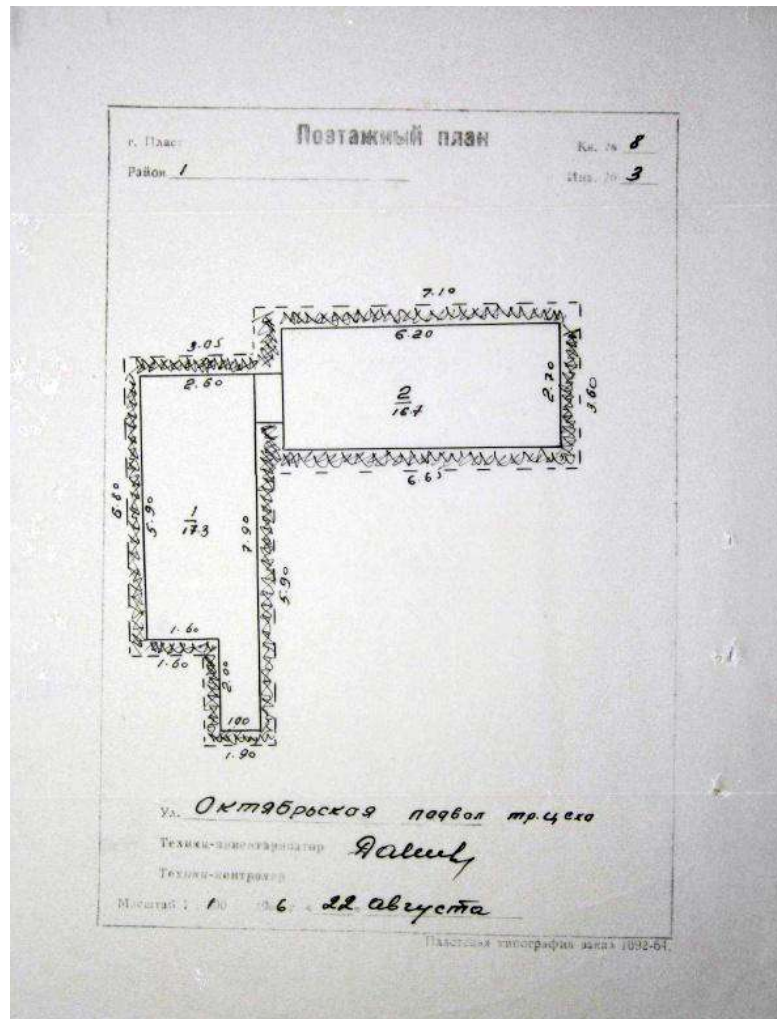 Поэтажный план
г. Пласт
Кв. № 8
Район 1
Инв. № 3
7.10
3.05
6.20
2.60
2
16.7
2.70
3.60
6.65
6.80
5.90
1
17.3
7.90
5.90
1.60
1.60
2.00
100
1.90
Ул. Октябрьская подвал тр. цеха
Техник-инвентаризатор
Техник-контролер
Масштаб 1 : 6 22 августа
Пластская типография заказ 1092-64.